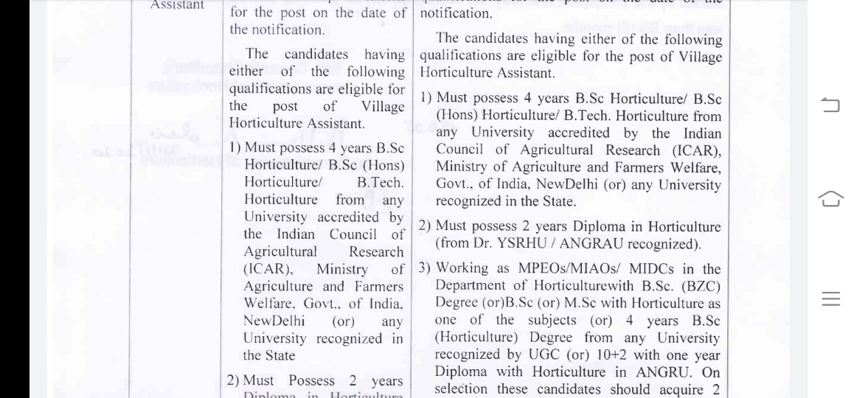 Assistant
for the post on the date of
the notification.
The candidates having
either of the following
qualifications are eligible for
the post of Village
Horticulture Assistant.
1) Must possess 4 years B.Sc
Horticulture/ B.Sc (Hons)
Horticulture/ B.Tech.
Horticulture from any
University accredited by
the Indian Council of
Agricultural Research
(ICAR), Ministry of
Agriculture and Farmers
Welfare, Govt., of India,
NewDelhi (or) any
University recognized in
the State
2) Must Possess 2 years
Diploma in Horticulture
notification.
The candidates having either of the following
qualifications are eligible for the post of Village
Horticulture Assistant.
1) Must possess 4 years B.Sc Horticulture/ B.Sc
(Hons) Horticulture/ B.Tech. Horticulture from
any University accredited by the Indian
Council of Agricultural Research (ICAR),
Ministry of Agriculture and Farmers Welfare,
Govt., of India, NewDelhi (or) any University
recognized in the State.
2) Must possess 2 years Diploma in Horticulture
(from Dr. YSRHU / ANGRAU recognized).
3) Working as MPEOs/MIAOs/ MIDCs in the
Department of Horticulturewith B.Sc. (BZC)
Degree (or)B.Sc (or) M.Sc with Horticulture as
one of the subjects (or) 4 years B.Sc
(Horticulture) Degree from any University
recognized by UGC (or) 10+2 with one year
Diploma with Horticulture in ANGRU. On
selection these candidates should acquire 2